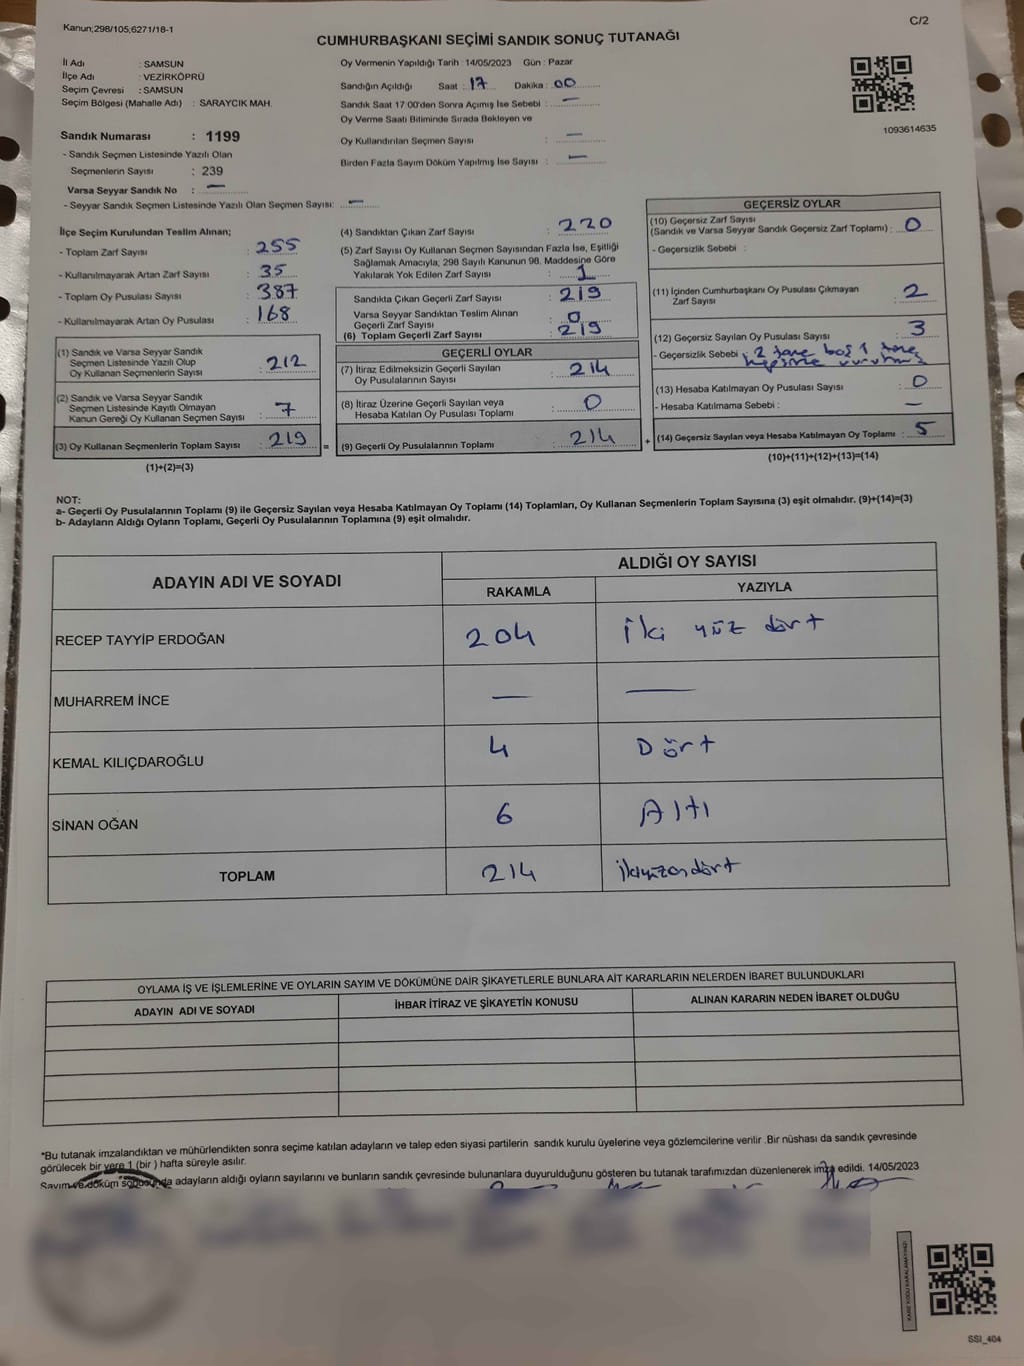 Kanun;298/105;6271/18-1
C/2
CUMHURBAŞKANI SEÇİMİ SANDIK SONUÇ TUTANAĞI
İl Adı : SAMSUN
İlçe Adı : VEZİRKÖPRÜ
Seçim Çevresi : SAMSUN
Seçim Bölgesi (Mahalle Adı) : SARAYCIK MAH.
Sandık Numarası : 1199
- Sandık Seçmen Listesinde Yazılı Olan
Seçmenlerin Sayısı : 239
Varsa Seyyar Sandık No : —
- Seyyar Sandık Seçmen Listesinde Yazılı Olan Seçmen Sayısı: —
Oy Vermenin Yapıldığı Tarih : 14/05/2023 Gün : Pazar
Sandığın Açıldığı Saat : 17 Dakika : 00
Sandık Saat 17:00'den Sonra Açımış İse Sebebi : —
Oy Verme Saati Bitiminde Sırada Bekleyen ve
Oy Kullandırılan Seçmen Sayısı : —
Birden Fazla Sayım Döküm Yapılmış İse Sayısı : —
1093614635
İlçe Seçim Kurulundan Teslim Alınan;
- Toplam Zarf Sayısı : 255
- Kullanılmayarak Artan Zarf Sayısı : 35
- Toplam Oy Pusulası Sayısı : 387
- Kullanılmayarak Artan Oy Pusulası : 168
(1) Sandık ve Varsa Seyyar Sandık
Seçmen Listesinde Yazılı Olup
Oy Kullanan Seçmenlerin Sayısı : 212
(2) Sandık ve Varsa Seyyar Sandık
Seçmen Listesinde Kayıtlı Olmayan
Kanun Gereği Oy Kullanan Seçmen Sayısı : 7
(3) Oy Kullanan Seçmenlerin Toplam Sayısı : 219 =
(1)+(2)=(3)
(4) Sandıktan Çıkan Zarf Sayısı : 220
(5) Zarf Sayısı Oy Kullanan Seçmen Sayısından Fazla İse, Eşitliği
Sağlamak Amacıyla, 298 Sayılı Kanunun 98. Maddesine Göre
Yakılarak Yok Edilen Zarf Sayısı : 1
Sandıkta Çıkan Geçerli Zarf Sayısı : 219
Varsa Seyyar Sandıktan Teslim Alınan
Geçerli Zarf Sayısı : 0
(6) Toplam Geçerli Zarf Sayısı : 219
GEÇERLİ OYLAR
(7) İtiraz Edilmeksizin Geçerli Sayılan
Oy Pusulalarının Sayısı : 214
(8) İtiraz Üzerine Geçerli Sayılan veya
Hesaba Katılan Oy Pusulası Toplamı : 0
(9) Geçerli Oy Pusulalarının Toplamı : 214 +
GEÇERSİZ OYLAR
(10) Geçersiz Zarf Sayısı
(Sandık ve Varsa Seyyar Sandık Geçersiz Zarf Toplamı) : 0
- Geçersizlik Sebebi :
(11) İçinden Cumhurbaşkanı Oy Pusulası Çıkmayan
Zarf Sayısı : 2
(12) Geçersiz Sayılan Oy Pusulası Sayısı : 3
- Geçersizlik Sebebi : 2 tane boş 1 tane
hepsine vurulmuş
(13) Hesaba Katılmayan Oy Pusulası Sayısı : 0
- Hesaba Katılmama Sebebi : —
(14) Geçersiz Sayılan veya Hesaba Katılmayan Oy Toplamı : 5
(10)+(11)+(12)+(13)=(14)
NOT:
a- Geçerli Oy Pusulalarının Toplamı (9) ile Geçersiz Sayılan veya Hesaba Katılmayan Oy Toplamı (14) Toplamları, Oy Kullanan Seçmenlerin Toplam Sayısına (3) eşit olmalıdır. (9)+(14)=(3)
b- Adayların Aldığı Oyların Toplamı, Geçerli Oy Pusulalarının Toplamına (9) eşit olmalıdır.
ADAYIN ADI VE SOYADI
ALDIĞI OY SAYISI
RAKAMLA YAZIYLA
RECEP TAYYİP ERDOĞAN 204 İki yüz dört
MUHARREM İNCE — —
KEMAL KILIÇDAROĞLU 4 Dört
SİNAN OĞAN 6 Altı
TOPLAM 214 ikiyüzondört
OYLAMA İŞ VE İŞLEMLERİNE VE OYLARIN SAYIM VE DÖKÜMÜNE DAİR ŞİKAYETLERLE BUNLARA AİT KARARLARIN NELERDEN İBARET BULUNDUKLARI
ADAYIN ADI VE SOYADI İHBAR İTİRAZ VE ŞİKAYETİN KONUSU ALINAN KARARIN NEDEN İBARET OLDUĞU
*Bu tutanak imzalandıktan ve mühürlendikten sonra seçime katılan adayların ve talep eden siyasi partilerin sandık kurulu üyelerine veya gözlemcilerine verilir .Bir nüshası da sandık çevresinde
görülecek bir yere 1 (bir ) hafta süreyle asılır.
Sayım ve döküm sonucunda adayların aldığı oyların sayılarını ve bunların sandık çevresinde bulunanlara duyurulduğunu gösteren bu tutanak tarafımızdan düzenlenerek imza edildi. 14/05/2023
KARE KODU KARALAMAYINIZ!
SSI_404